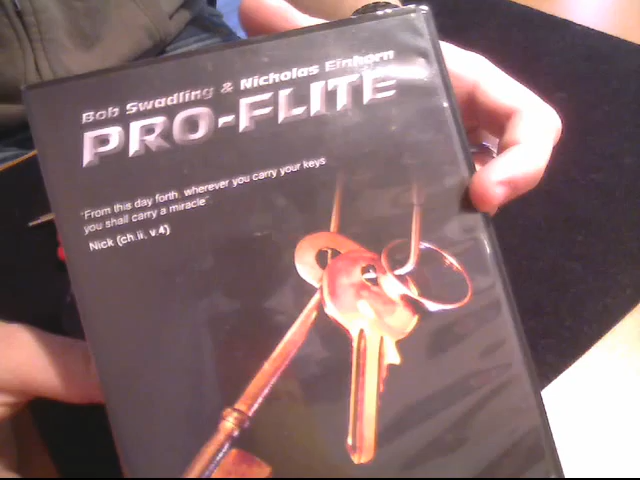 Bob Swadling & Nicholas Einhorn
PRO-FLITE
"From this day forth, wherever you carry your keys
you shall carry a miracle"
Nick (ch.ii, v.4)